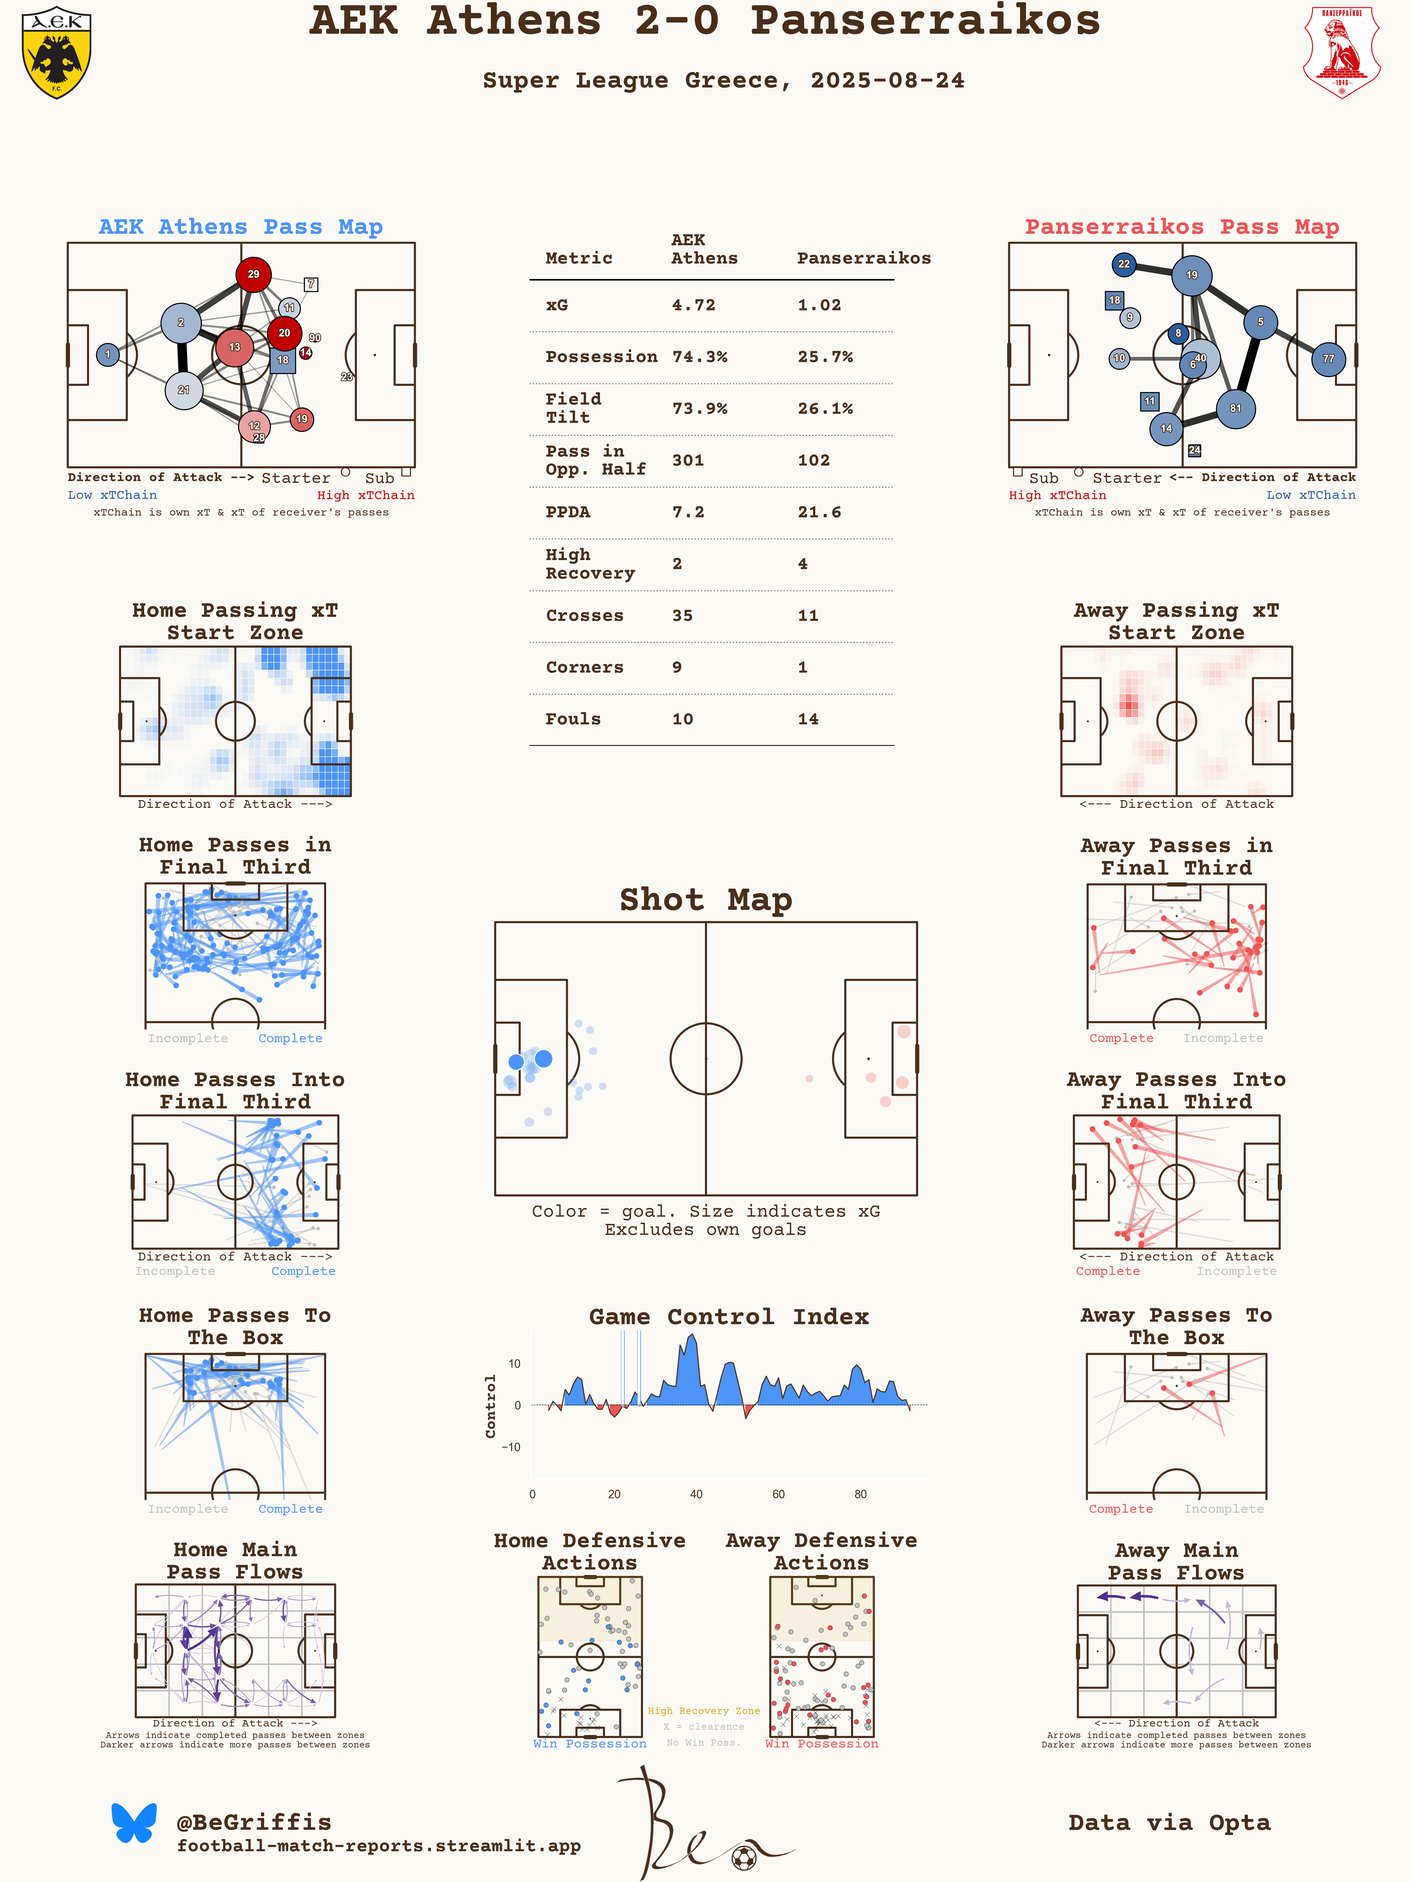 AEK Athens 2-0 Panserraikos
Super League Greece, 2025-08-24
Α.Ε.Κ
F.C.
ΠΑΝΣΕΡΡΑΪΚΟΣ
1946
AEK Athens Pass Map
29
7
11
2
20
90
13
14
1
18
23
21
19
12
28
Direction of Attack --> Starter Sub
Low xTChain High xTChain
xTChain is own xT & xT of receiver's passes
Metric AEK Athens Panserraikos
xG 4.72 1.02
Possession 74.3% 25.7%
Field Tilt 73.9% 26.1%
Pass in Opp. Half 301 102
PPDA 7.2 21.6
High Recovery 2 4
Crosses 35 11
Corners 9 1
Fouls 10 14
Panserraikos Pass Map
22
19
18
9
5
8
10
40
6
77
11
81
14
24
Sub Starter <-- Direction of Attack
High xTChain Low xTChain
xTChain is own xT & xT of receiver's passes
Home Passing xT
Start Zone
Direction of Attack --->
Away Passing xT
Start Zone
<--- Direction of Attack
Home Passes in
Final Third
Incomplete Complete
Away Passes in
Final Third
Complete Incomplete
Shot Map
Color = goal. Size indicates xG
Excludes own goals
Home Passes Into
Final Third
Direction of Attack --->
Incomplete Complete
Away Passes Into
Final Third
<--- Direction of Attack
Complete Incomplete
Home Passes To
The Box
Incomplete Complete
Game Control Index
Control
10
0
−10
0 20 40 60 80
Away Passes To
The Box
Complete Incomplete
Home Main
Pass Flows
Direction of Attack --->
Arrows indicate completed passes between zones
Darker arrows indicate more passes between zones
Home Defensive
Actions
Win Possession
Away Defensive
Actions
Win Possession
High Recovery Zone
X = clearance
No Win Poss.
Away Main
Pass Flows
<--- Direction of Attack
Arrows indicate completed passes between zones
Darker arrows indicate more passes between zones
@BeGriffis
football-match-reports.streamlit.app
Ben
Data via Opta